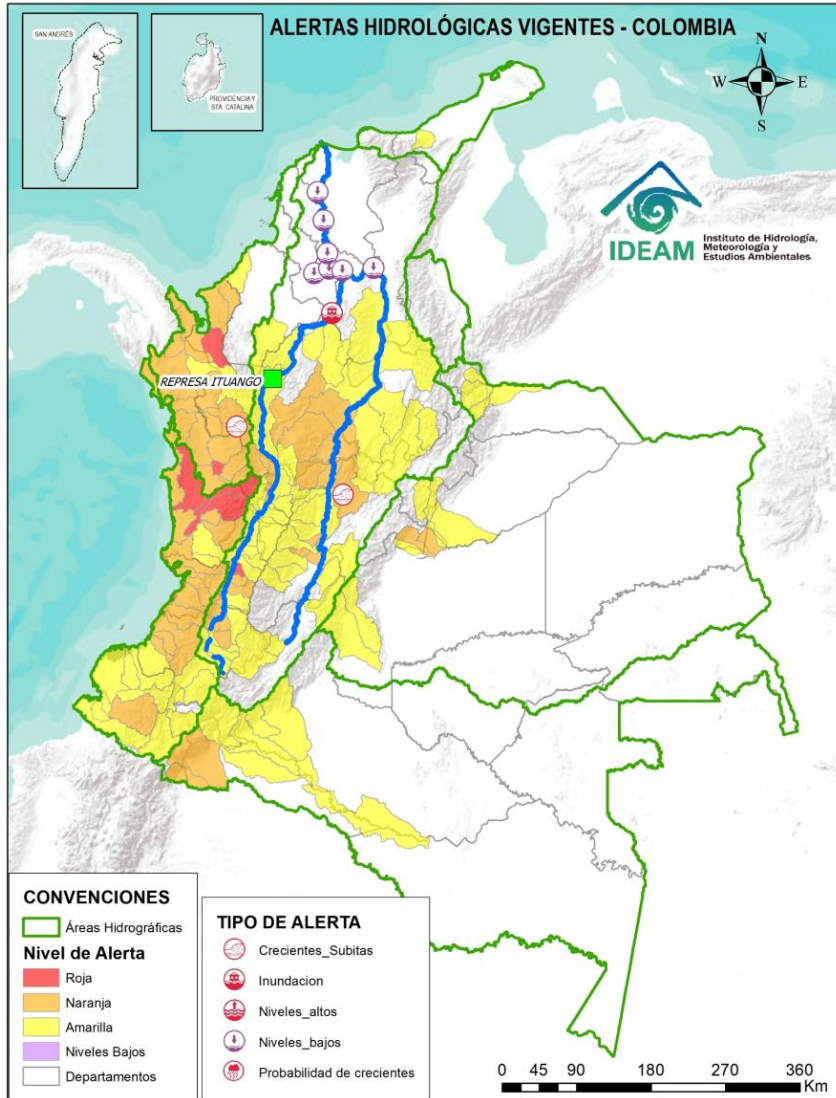 ALERTAS HIDROLÓGICAS VIGENTES - COLOMBIA
SAN ANDRÉS
PROVIDENCIA Y
STA. CATALINA
N
W
E
S
IDEAM
Instituto de Hidrología,
Meteorología y
Estudios Ambientales
REPRESA ITUANGO
CONVENCIONES
Áreas Hidrográficas
Nivel de Alerta
Roja
Naranja
Amarilla
Niveles Bajos
Departamentos
TIPO DE ALERTA
Crecientes_Subitas
Inundacion
Niveles_altos
Niveles_bajos
Probabilidad de crecientes
0 45 90 180 270 360
Km